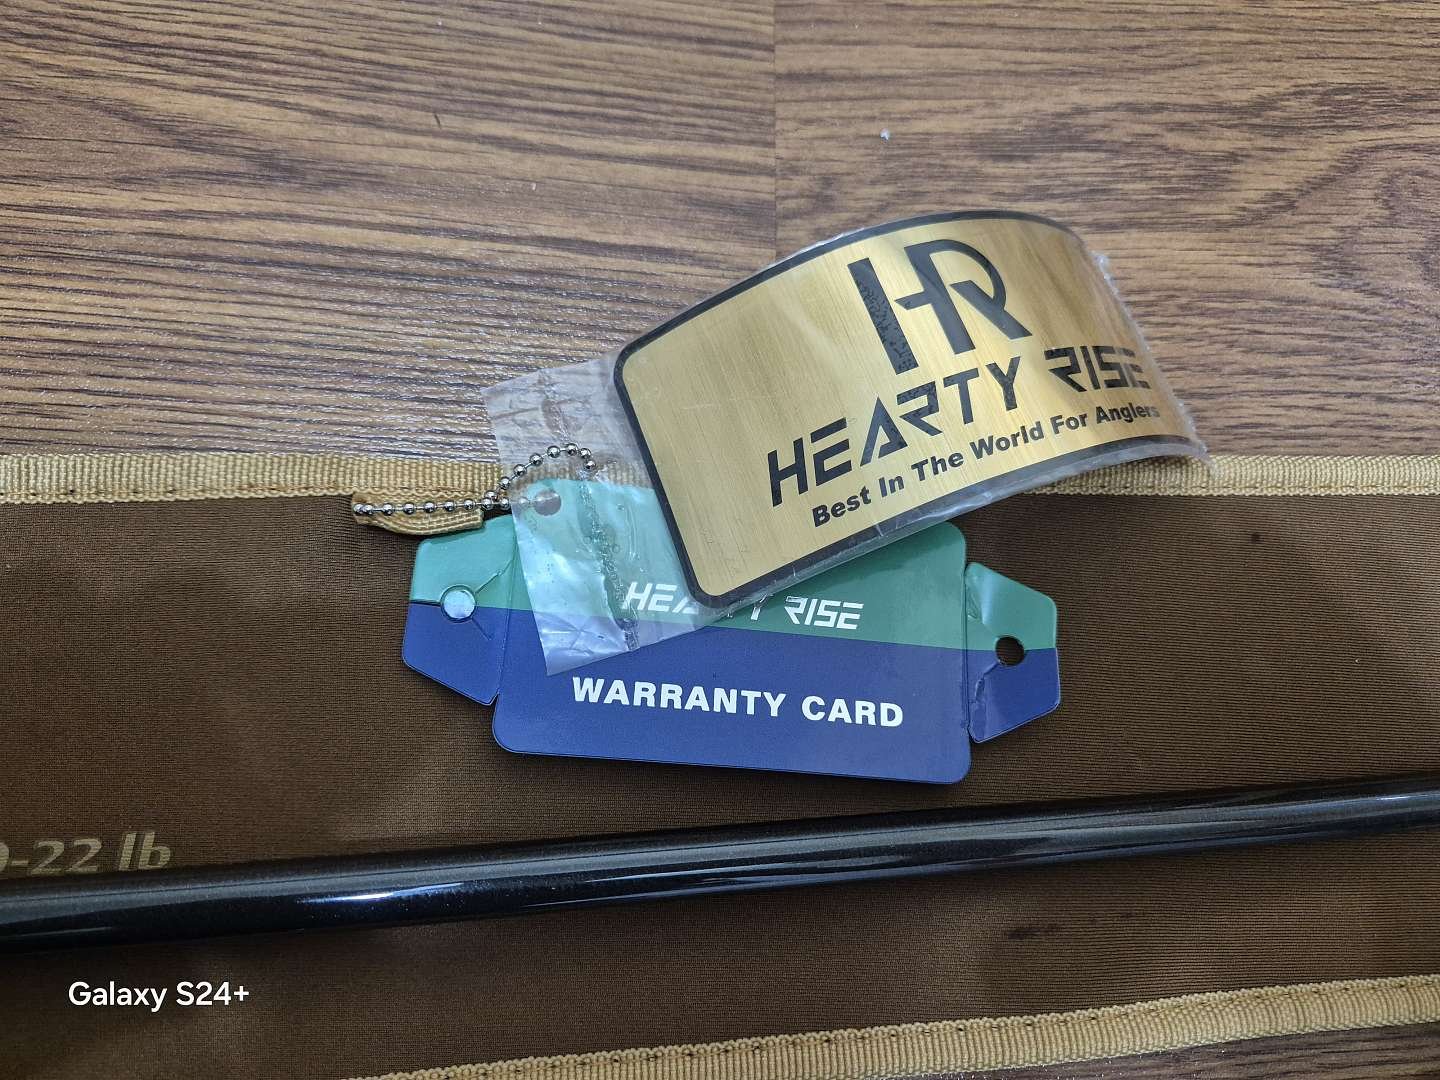 HR
HEARTY RISE
Best In The World For Anglers
HEARTY RISE
WARRANTY CARD
-22 lb
Galaxy S24+